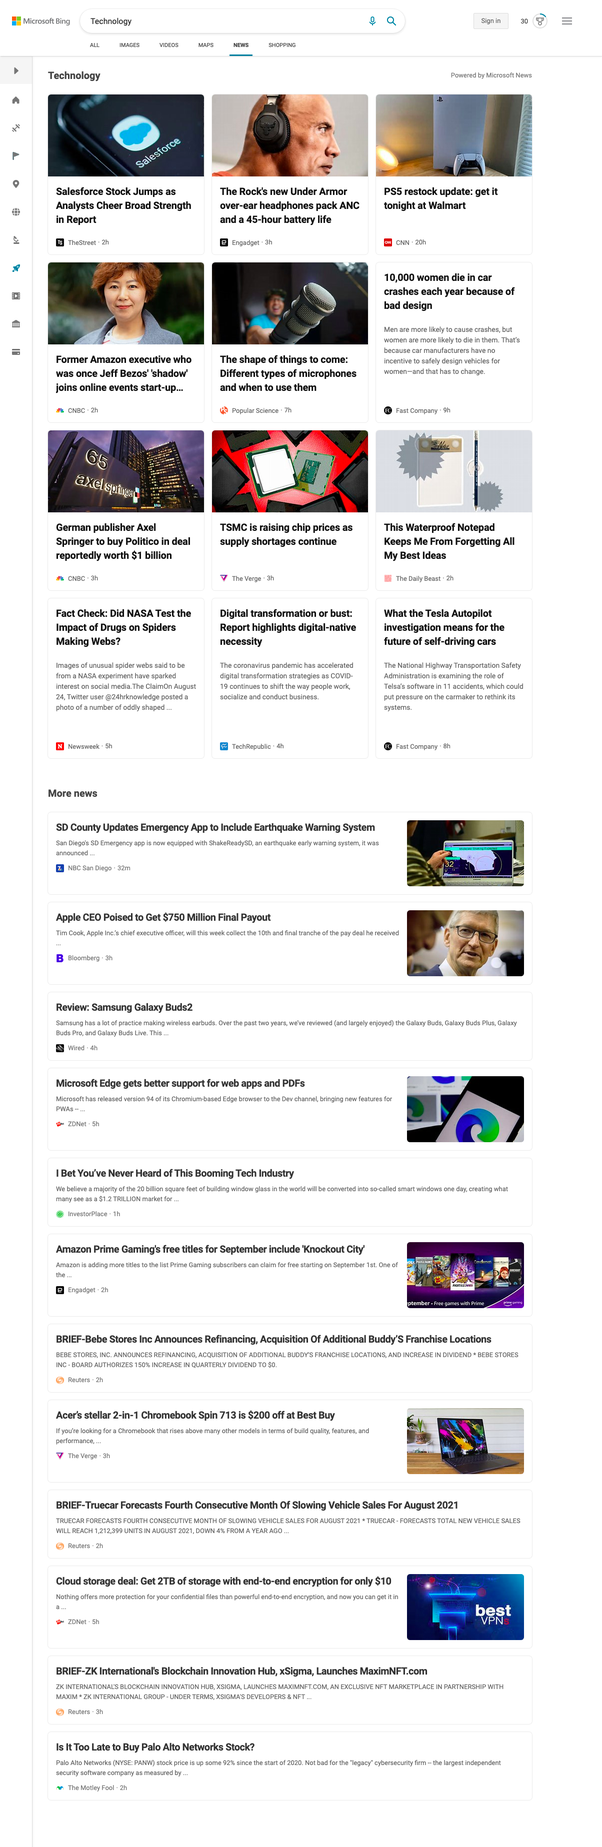 Microsoft Bing
Technology
Sign in
30
ALL
IMAGES
VIDEOS
MAPS
NEWS
SHOPPING
Technology
Powered by Microsoft News
Salesforce
Salesforce Stock Jumps as
Analysts Cheer Broad Strength
in Report
TheStreet · 2h
The Rock's new Under Armor
over-ear headphones pack ANC
and a 45-hour battery life
Engadget · 3h
PS5 restock update: get it
tonight at Walmart
CNN · 20h
Former Amazon executive who
was once Jeff Bezos' 'shadow'
joins online events start-up...
CNBC · 2h
The shape of things to come:
Different types of microphones
and when to use them
Popular Science · 7h
10,000 women die in car
crashes each year because of
bad design
Men are more likely to cause crashes, but
women are more likely to die in them. That's
because car manufacturers have no
incentive to safely design vehicles for
women—and that has to change.
Fast Company · 9h
65
axel springer
German publisher Axel
Springer to buy Politico in deal
reportedly worth $1 billion
CNBC · 3h
TSMC is raising chip prices as
supply shortages continue
The Verge · 3h
This Waterproof Notepad
Keeps Me From Forgetting All
My Best Ideas
The Daily Beast · 2h
Fact Check: Did NASA Test the
Impact of Drugs on Spiders
Making Webs?
Images of unusual spider webs said to be
from a NASA experiment have sparked
interest on social media.The ClaimOn August
24, Twitter user @24hrknowledge posted a
photo of a number of oddly shaped ...
Newsweek · 5h
Digital transformation or bust:
Report highlights digital-native
necessity
The coronavirus pandemic has accelerated
digital transformation strategies as COVID-
19 continues to shift the way people work,
socialize and conduct business.
TechRepublic · 4h
What the Tesla Autopilot
investigation means for the
future of self-driving cars
The National Highway Transportation Safety
Administration is examining the role of
Telsa's software in 11 accidents, which could
put pressure on the carmaker to rethink its
systems.
Fast Company · 8h
More news
SD County Updates Emergency App to Include Earthquake Warning System
San Diego's SD Emergency app is now equipped with ShakeReadySD, an earthquake early warning system, it was
announced ...
NBC San Diego · 32m
32
Apple CEO Poised to Get $750 Million Final Payout
Tim Cook, Apple Inc.'s chief executive officer, will this week collect the 10th and final tranche of the pay deal he received
...
Bloomberg · 3h
Review: Samsung Galaxy Buds2
Samsung has a lot of practice making wireless earbuds. Over the past two years, we've reviewed (and largely enjoyed) the Galaxy Buds, Galaxy Buds Plus, Galaxy
Buds Pro, and Galaxy Buds Live. This ...
Wired · 4h
Microsoft Edge gets better support for web apps and PDFs
Microsoft has released version 94 of its Chromium-based Edge browser to the Dev channel, bringing new features for
PWAs -- ...
ZDNet · 5h
I Bet You've Never Heard of This Booming Tech Industry
We believe a majority of the 20 billion square feet of building window glass in the world will be converted into so-called smart windows one day, creating what
many see as a $1.2 TRILLION market for ...
InvestorPlace · 1h
Amazon Prime Gaming's free titles for September include 'Knockout City'
Amazon is adding more titles to the list Prime Gaming subscribers can claim for free starting on September 1st. One of
the ...
Engadget · 2h
ptember • Free games with Prime
BRIEF-Bebe Stores Inc Announces Refinancing, Acquisition Of Additional Buddy'S Franchise Locations
BEBE STORES, INC. ANNOUNCES REFINANCING, ACQUISITION OF ADDITIONAL BUDDY'S FRANCHISE LOCATIONS, AND INCREASE IN DIVIDEND * BEBE STORES
INC - BOARD AUTHORIZES 150% INCREASE IN QUARTERLY DIVIDEND TO $0.
Reuters · 2h
Acer's stellar 2-in-1 Chromebook Spin 713 is $200 off at Best Buy
If you're looking for a Chromebook that rises above many other models in terms of build quality, features, and
performance, ...
The Verge · 3h
BRIEF-Truecar Forecasts Fourth Consecutive Month Of Slowing Vehicle Sales For August 2021
TRUECAR FORECASTS FOURTH CONSECUTIVE MONTH OF SLOWING VEHICLE SALES FOR AUGUST 2021 * TRUECAR - FORECASTS TOTAL NEW VEHICLE SALES
WILL REACH 1,212,399 UNITS IN AUGUST 2021, DOWN 4% FROM A YEAR AGO ...
Reuters · 2h
Cloud storage deal: Get 2TB of storage with end-to-end encryption for only $10
Nothing offers more protection for your confidential files than powerful end-to-end encryption, and now you can get it in
a ...
ZDNet · 5h
best
VPNs
BRIEF-ZK International's Blockchain Innovation Hub, xSigma, Launches MaximNFT.com
ZK INTERNATIONAL'S BLOCKCHAIN INNOVATION HUB, XSIGMA, LAUNCHES MAXIMNFT.COM, AN EXCLUSIVE NFT MARKETPLACE IN PARTNERSHIP WITH
MAXIM * ZK INTERNATIONAL GROUP - UNDER TERMS, XSIGMA'S DEVELOPERS & NFT ...
Reuters · 3h
Is It Too Late to Buy Palo Alto Networks Stock?
Palo Alto Networks (NYSE: PANW) stock price is up some 92% since the start of 2020. Not bad for the "legacy" cybersecurity firm -- the largest independent
security software company as measured by ...
The Motley Fool · 2h